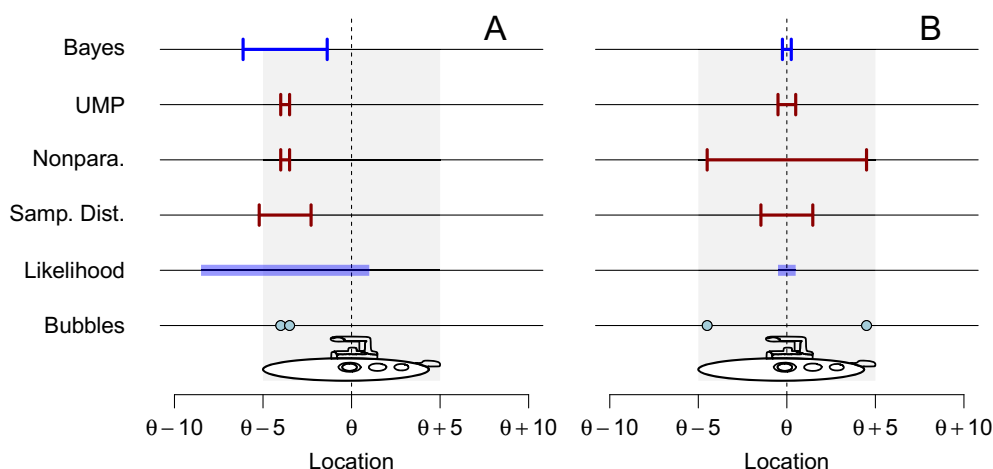 A
B
Bayes
UMP
Nonpara.
Samp. Dist.
Likelihood
Bubbles
θ − 10 θ − 5 θ θ + 5 θ + 10
θ − 10 θ − 5 θ θ + 5 θ + 10
Location
Location